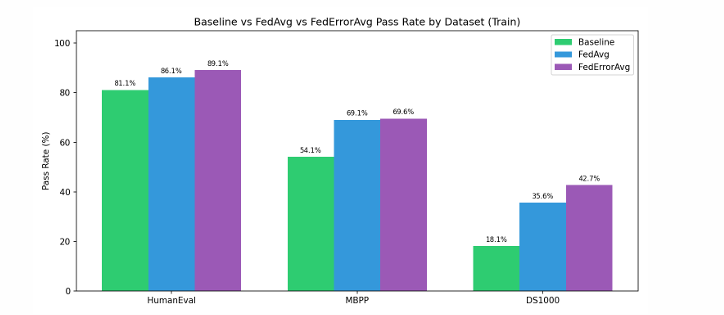 Baseline vs FedAvg vs FedErrorAvg Pass Rate by Dataset (Train)
Baseline
FedAvg
FedErrorAvg
Pass Rate (%)
100
80
60
40
20
0
81.1%
86.1%
89.1%
54.1%
69.1%
69.6%
18.1%
35.6%
42.7%
HumanEval
MBPP
DS1000